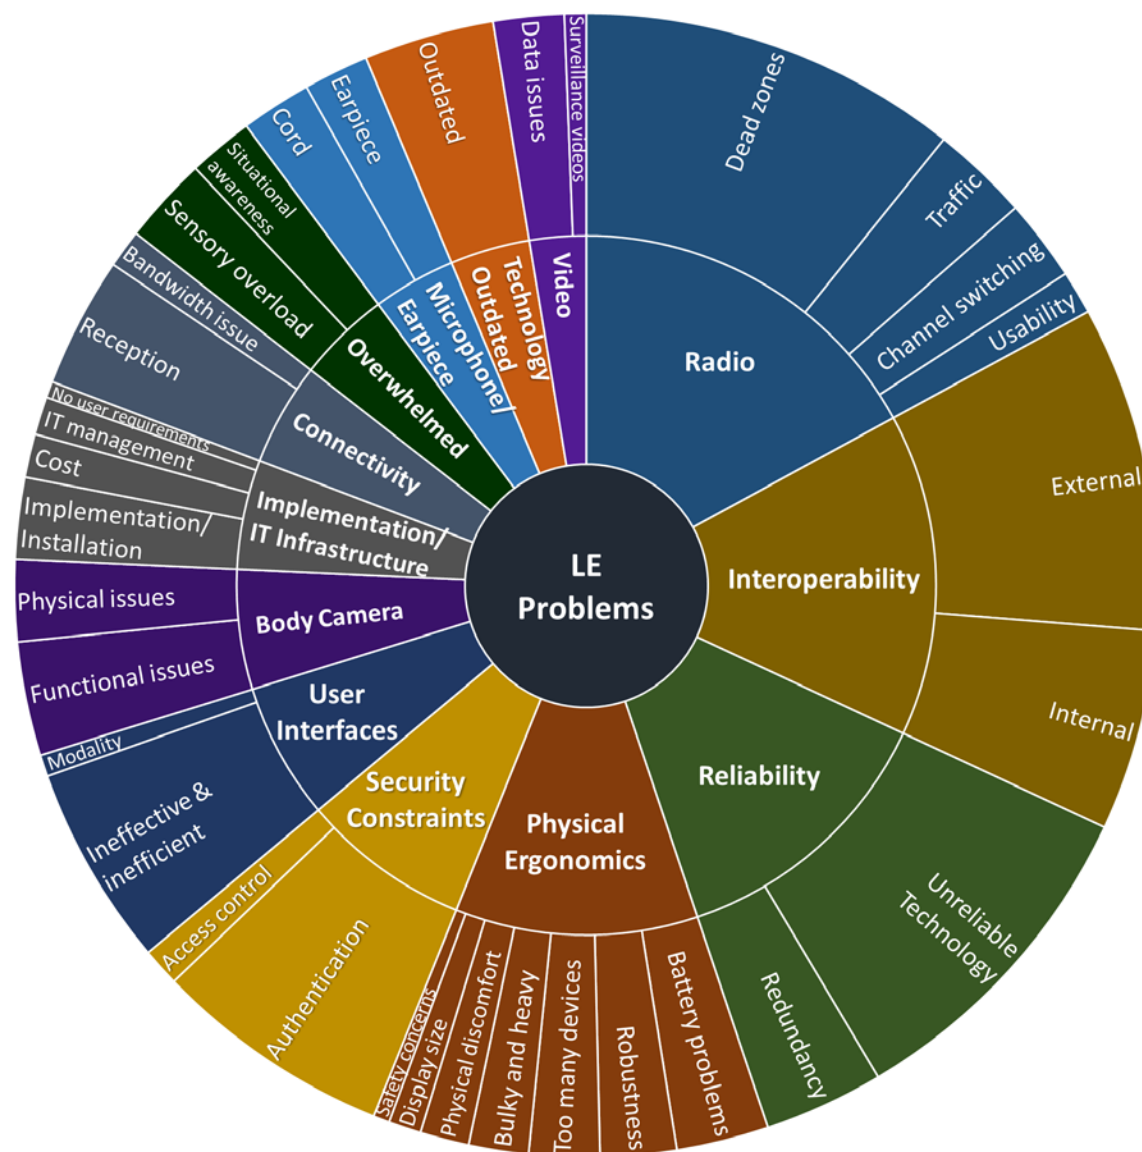 LE
Problems
Radio
Dead zones
Traffic
Channel switching
Usability
Interoperability
External
Internal
Reliability
Unreliable
Technology
Redundancy
Physical
Ergonomics
Battery problems
Robustness
Too many devices
Bulky and heavy
Physical discomfort
Display size
Safety concerns
Security
Constraints
Authentication
Access control
User
Interfaces
Ineffective &
inefficient
Modality
Body Camera
Functional issues
Physical issues
Implementation/
IT Infrastructure
Implementation/
Installation
Cost
IT management
No user requirements
Connectivity
Reception
Bandwidth issue
Overwhelmed
Sensory overload
Situational
awareness
Microphone/
Earpiece
Cord
Earpiece
Technology
Outdated
Outdated
Video
Data issues
Surveillance videos